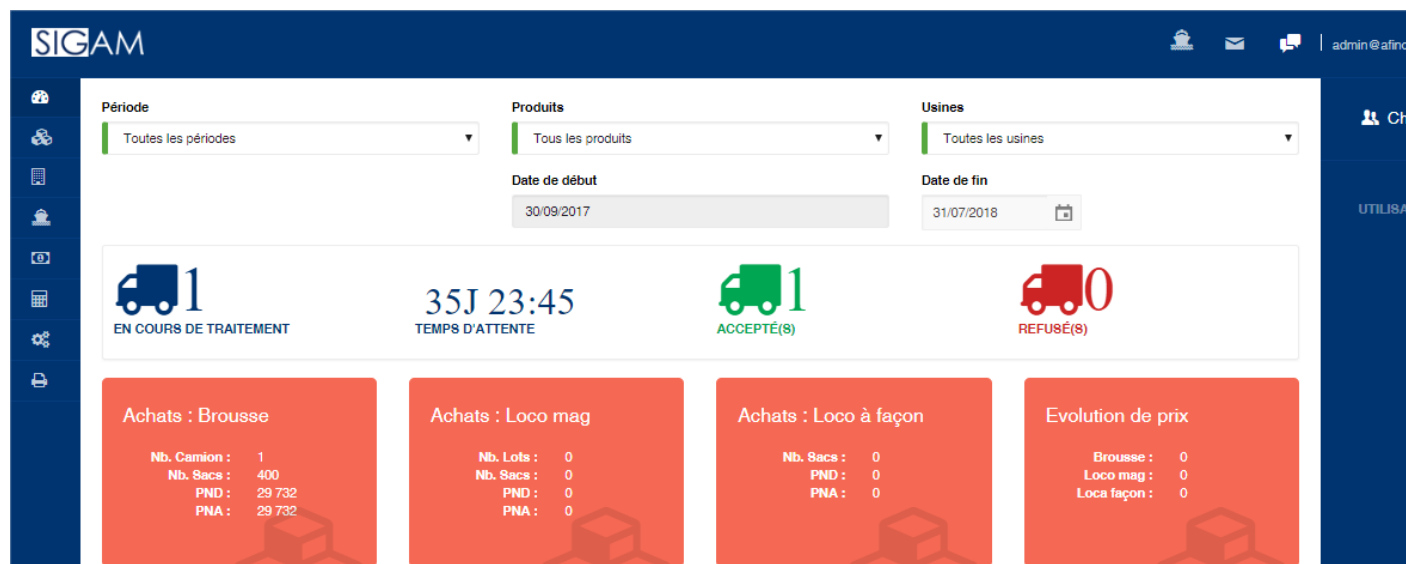 SIGAM
admin@afino
Période
Produits
Usines
Toutes les périodes
Tous les produits
Toutes les usines
Date de début
Date de fin
30/09/2017
31/07/2018
UTILISA
1
EN COURS DE TRAITEMENT
35J 23:45
TEMPS D'ATTENTE
1
ACCEPTÉ(S)
0
REFUSÉ(S)
Achats : Brousse
Nb. Camion : 1
Nb. Sacs : 400
PND : 29 732
PNA : 29 732
Achats : Loco mag
Nb. Lots : 0
Nb. Sacs : 0
PND : 0
PNA : 0
Achats : Loco à façon
Nb. Sacs : 0
PND : 0
PNA : 0
Evolution de prix
Brousse : 0
Loco mag : 0
Loca façon : 0